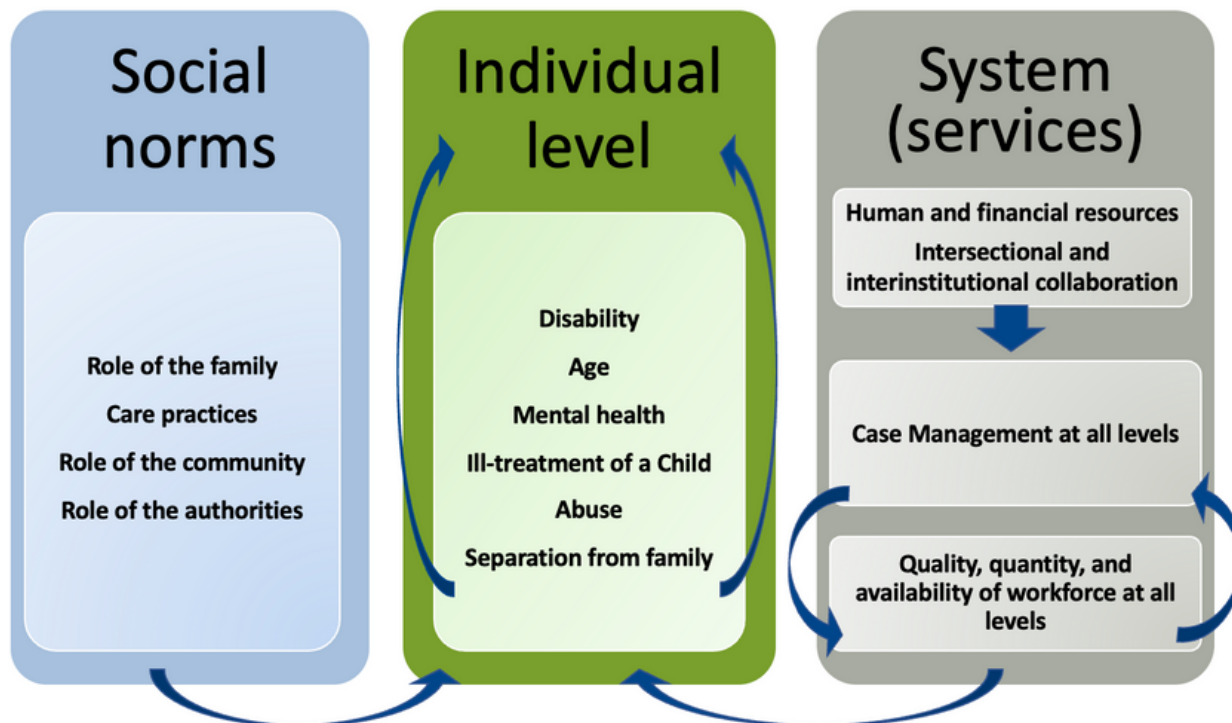 Social
norms
Role of the family
Care practices
Role of the community
Role of the authorities
Individual
level
Disability
Age
Mental health
Ill-treatment of a Child
Abuse
Separation from family
System
(services)
Human and financial resources
Intersectional and
interinstitutional collaboration
Case Management at all levels
Quality, quantity, and
availability of workforce at all
levels